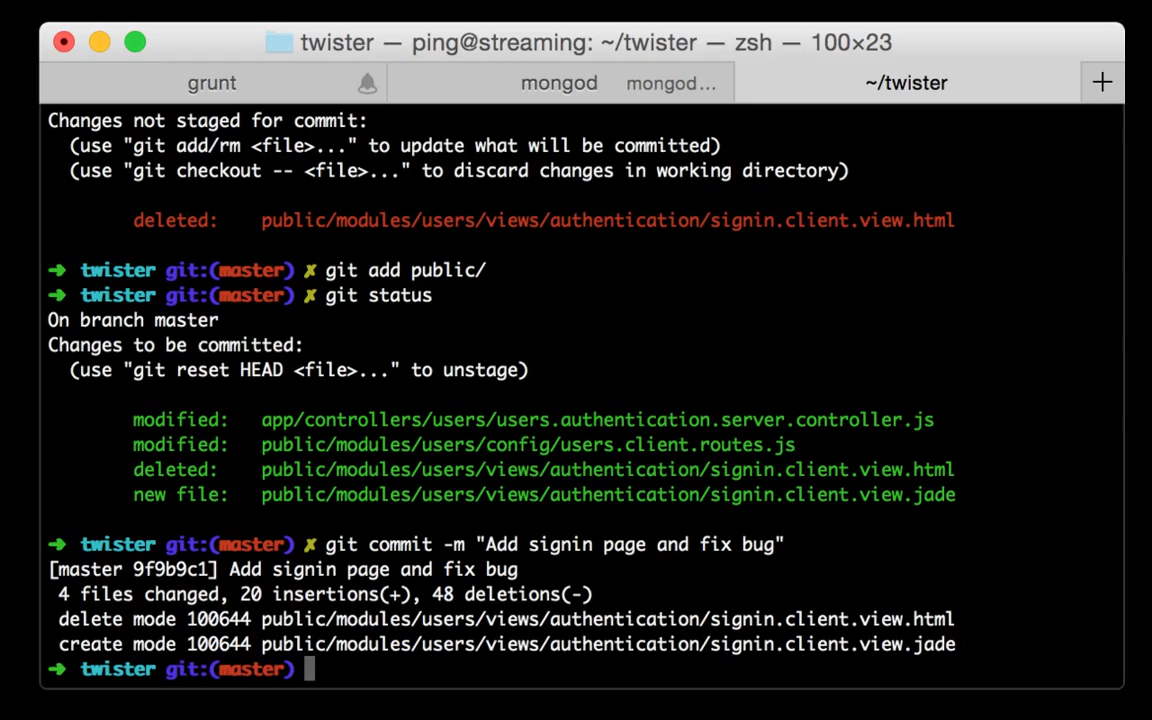 twister — ping@streaming: ~/twister — zsh — 100×23
grunt mongod mongod... ~/twister +
Changes not staged for commit:
  (use "git add/rm <file>..." to update what will be committed)
  (use "git checkout -- <file>..." to discard changes in working directory)
        deleted:    public/modules/users/views/authentication/signin.client.view.html
➜  twister git:(master) ✗ git add public/
➜  twister git:(master) ✗ git status
On branch master
Changes to be committed:
  (use "git reset HEAD <file>..." to unstage)
        modified:   app/controllers/users/users.authentication.server.controller.js
        modified:   public/modules/users/config/users.client.routes.js
        deleted:    public/modules/users/views/authentication/signin.client.view.html
        new file:   public/modules/users/views/authentication/signin.client.view.jade
➜  twister git:(master) ✗ git commit -m "Add signin page and fix bug"
[master 9f9b9c1] Add signin page and fix bug
 4 files changed, 20 insertions(+), 48 deletions(-)
 delete mode 100644 public/modules/users/views/authentication/signin.client.view.html
 create mode 100644 public/modules/users/views/authentication/signin.client.view.jade
➜  twister git:(master)